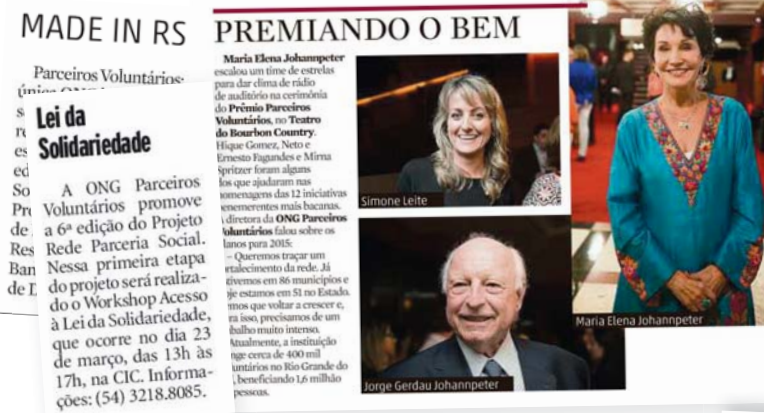 MADE IN RS
Parceiros Voluntários:
Lei da
Solidariedade
A ONG Parceiros
Voluntários promove
a 6ª edição do Projeto
Rede Parceria Social.
Nessa primeira etapa
do projeto será realiza-
do o Workshop Acesso
à Lei da Solidariedade,
que ocorre no dia 23
de março, das 13h às
17h, na CIC. Informa-
ções: (54) 3218.8085.
PREMIANDO O BEM
Maria Elena Johannpeter
escalou um time de estrelas
para dar clima de rádio
de auditório na cerimônia
do Prêmio Parceiros
Voluntários, no Teatro
do Bourbon Country.
Hique Gomez, Neto e
Ernesto Fagundes e Mirna
Spritzer foram alguns
dos que ajudaram nas
homenagens das 12 iniciativas
benemerentes mais bacanas.
diretora da ONG Parceiros
Voluntários falou sobre os
planos para 2015:
– Queremos traçar um
fortalecimento da rede. Já
estivemos em 86 municípios e
hoje estamos em 51 no Estado.
que voltar a crescer e,
isso, precisamos de um
trabalho muito intenso.
Atualmente, a instituição
cerca de 400 mil
voluntários no Rio Grande do
beneficiando 1,6 milhão
pessoas.
Simone Leite
Jorge Gerdau Johannpeter
Maria Elena Johannpeter